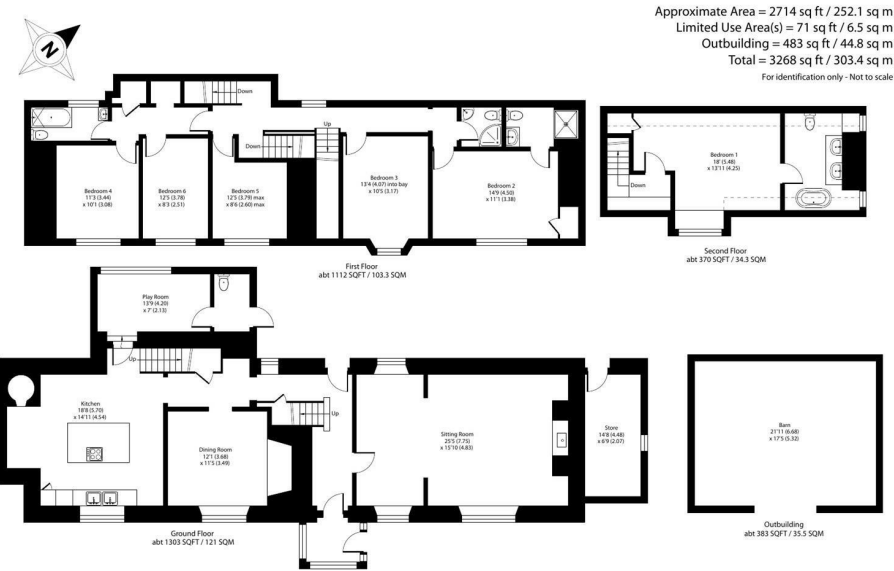 Approximate Area = 2714 sq ft / 252.1 sq m
Limited Use Area(s) = 71 sq ft / 6.5 sq m
Outbuilding = 483 sq ft / 44.8 sq m
Total = 3268 sq ft / 303.4 sq m
For identification only - Not to scale
N
Down
Down
Up
Bedroom 4
11'3 (3.44)
x 10'1 (3.08)
Bedroom 6
12'5 (3.78)
x 8'3 (2.51)
Bedroom 5
12'5 (3.79) max
x 8'6 (2.60) max
Bedroom 3
13'4 (4.07) into bay
x 10'5 (3.17)
Bedroom 2
14'9 (4.50)
x 11'1 (3.38)
First Floor
abt 1112 SQFT / 103.3 SQM
Bedroom 1
18' (5.48)
x 13'11 (4.25)
Down
Second Floor
abt 370 SQFT / 34.3 SQM
Play Room
13'9 (4.20)
x 7' (2.13)
Up
Kitchen
18'8 (5.70)
x 14'11 (4.54)
Dining Room
12'1 (3.68)
x 11'5 (3.49)
Up
Sitting Room
25'5 (7.75)
x 15'10 (4.83)
Store
14'8 (4.48)
x 6'9 (2.07)
Barn
21'11 (6.68)
x 17'5 (5.32)
Ground Floor
abt 1303 SQFT / 121 SQM
Outbuilding
abt 383 SQFT / 35.5 SQM